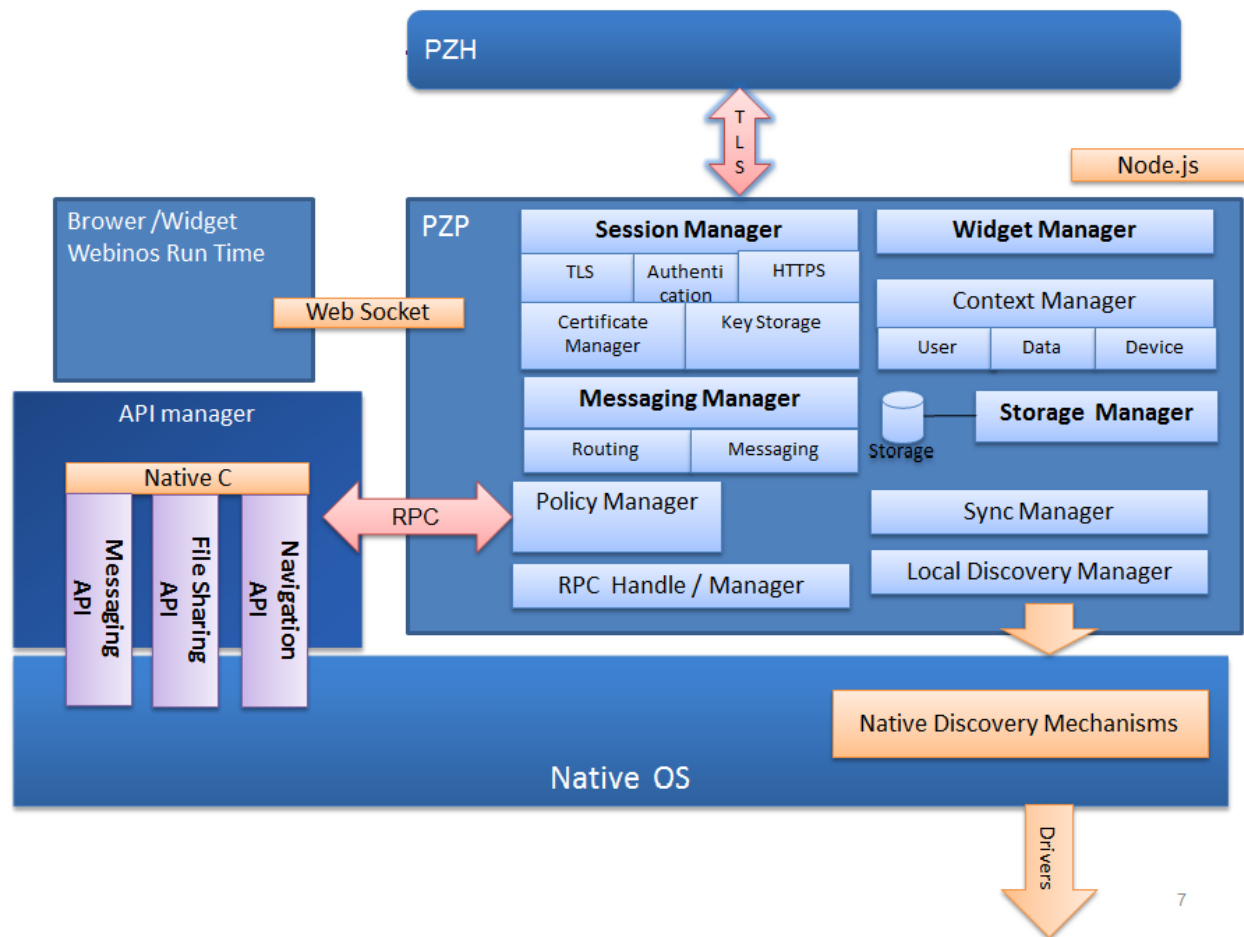 PZH
T
L
S
Node.js
Brower /Widget
Webinos Run Time
Web Socket
PZP
Session Manager
TLS
Authenti
cation
HTTPS
Certificate
Manager
Key Storage
Widget Manager
Context Manager
User
Data
Device
Messaging Manager
Routing
Messaging
Storage
Storage Manager
API manager
Native C
Messaging
API
File Sharing
API
Navigation
API
RPC
Policy Manager
RPC Handle / Manager
Sync Manager
Local Discovery Manager
Native Discovery Mechanisms
Native OS
Drivers
7